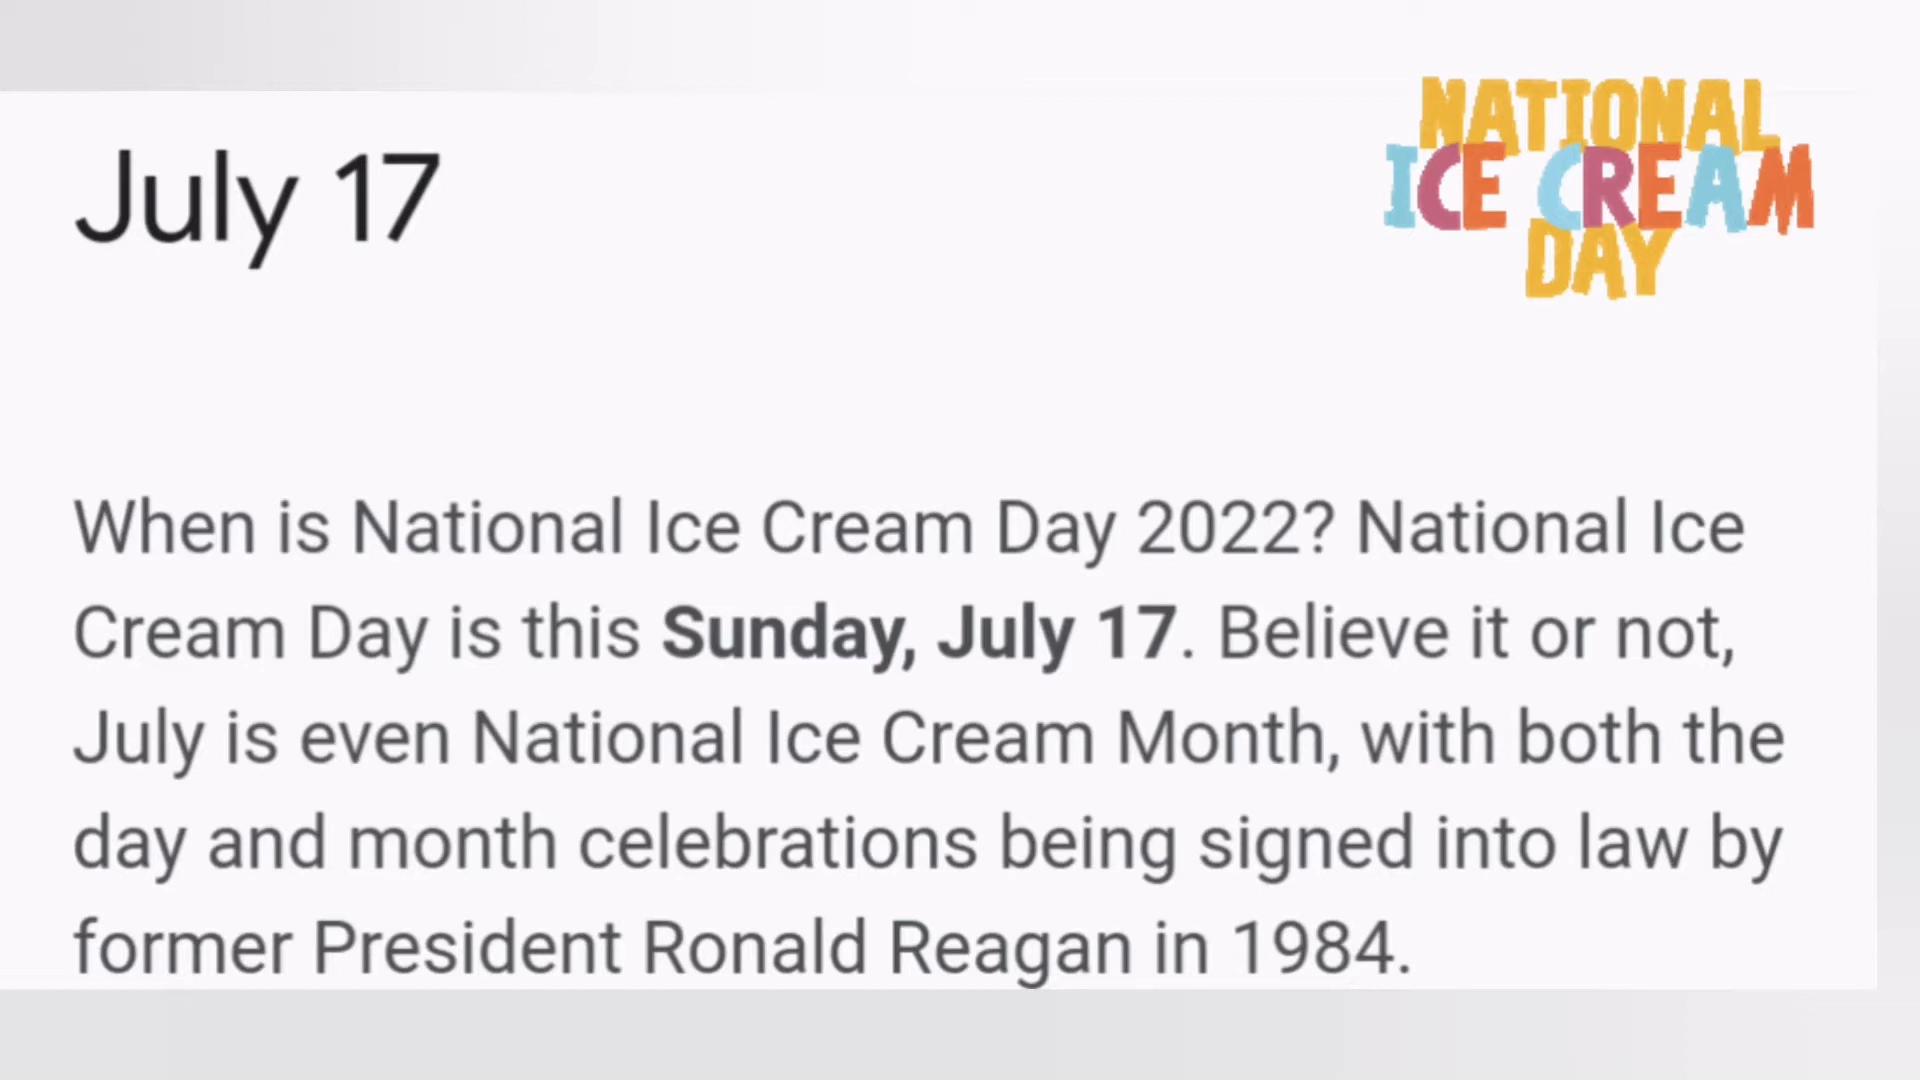 July 17
NATIONAL
ICE CREAM
DAY
When is National Ice Cream Day 2022? National Ice
Cream Day is this Sunday, July 17. Believe it or not,
July is even National Ice Cream Month, with both the
day and month celebrations being signed into law by
former President Ronald Reagan in 1984.